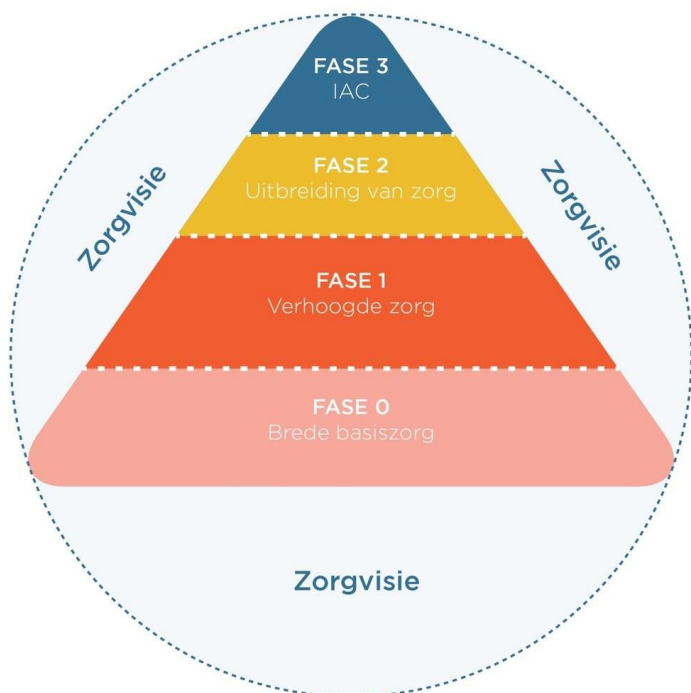 FASE 3
IAC
FASE 2
Uitbreiding van zorg
Zorgvisie
Zorgvisie
FASE 1
Verhoogde zorg
FASE 0
Brede basiszorg
Zorgvisie